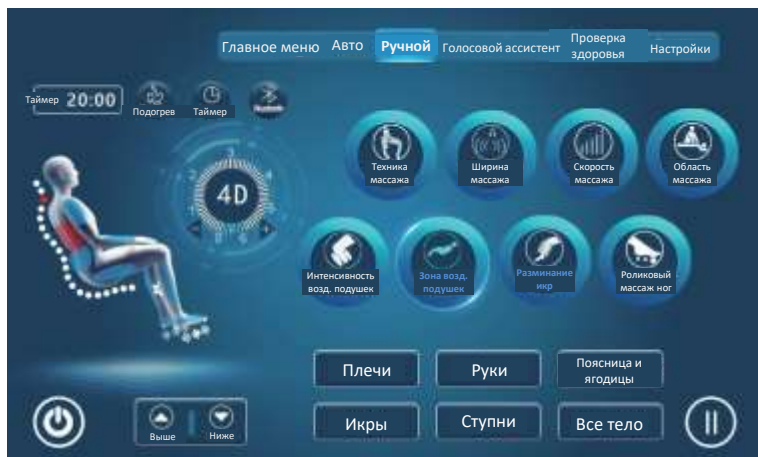 Главное меню Авто Ручной Голосовой ассистент Проверка здоровья Настройки
Таймер 20:00
Подогрев Таймер
4D
Техника массажа
Ширина массажа
Скорость массажа
Область массажа
Интенсивность возд. подушек
Зона возд. подушек
Разминание икр
Роликовый массаж ног
Плечи Руки Поясница и ягодицы
Икры Ступни Все тело
Выше Ниже